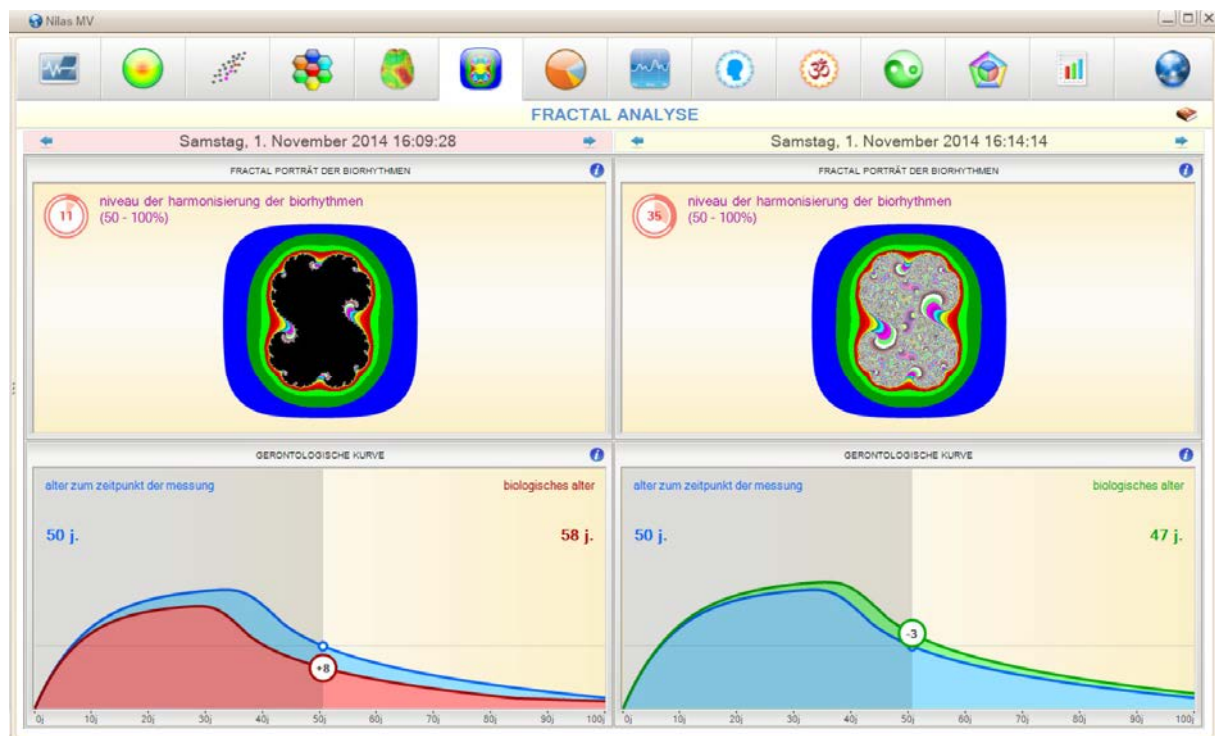 Nilas MV
FRACTAL ANALYSE
Samstag, 1. November 2014 16:09:28
Samstag, 1. November 2014 16:14:14
FRACTAL PORTRÄT DER BIORHYTHMEN
11
niveau der harmonisierung der biorhythmen
(50 - 100%)
FRACTAL PORTRÄT DER BIORHYTHMEN
35
niveau der harmonisierung der biorhythmen
(50 - 100%)
GERONTOLOGISCHE KURVE
alter zum zeitpunkt der messung
biologisches alter
50 j.
58 j.
+8
0j 10j 20j 30j 40j 50j 60j 70j 80j 90j 100j
GERONTOLOGISCHE KURVE
alter zum zeitpunkt der messung
biologisches alter
50 j.
47 j.
-3
0j 10j 20j 30j 40j 50j 60j 70j 80j 90j 100j